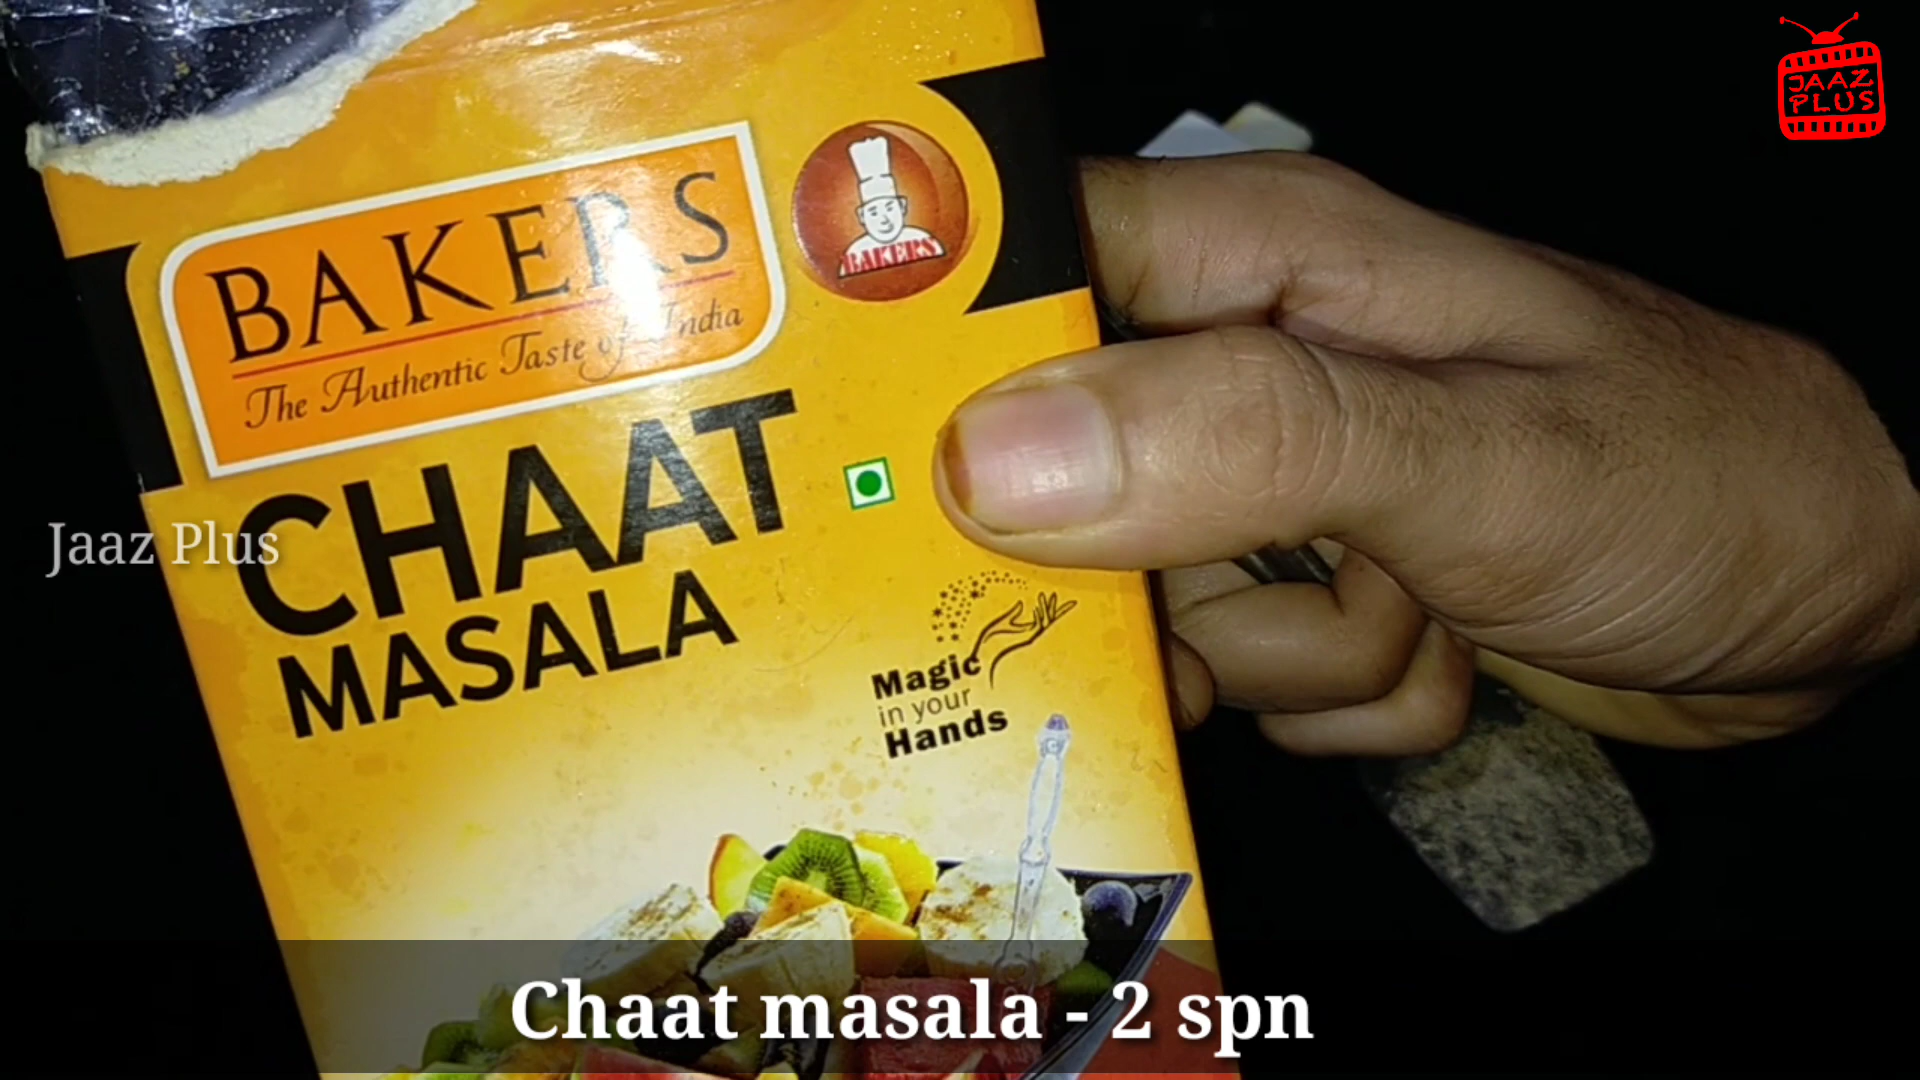 JAAZ
PLUS
BAKERS
The Authentic Taste of India
BAKERS
CHAAT
MASALA
Jaaz Plus
Magic
in your
Hands
Chaat masala - 2 spn